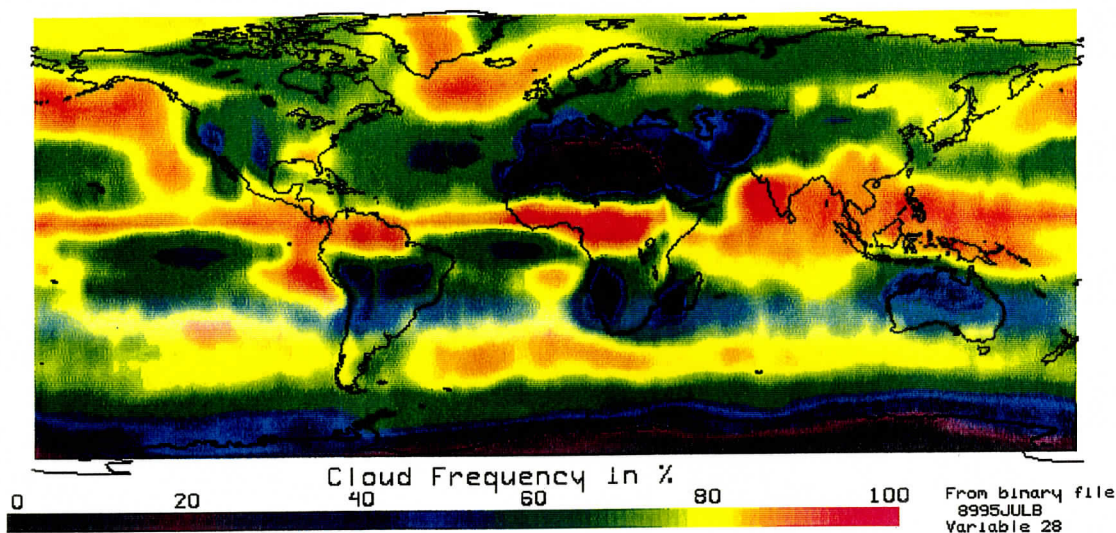 Cloud Frequency in %
0 20 40 60 80 100
From binary file
8995JULB
Variable 28